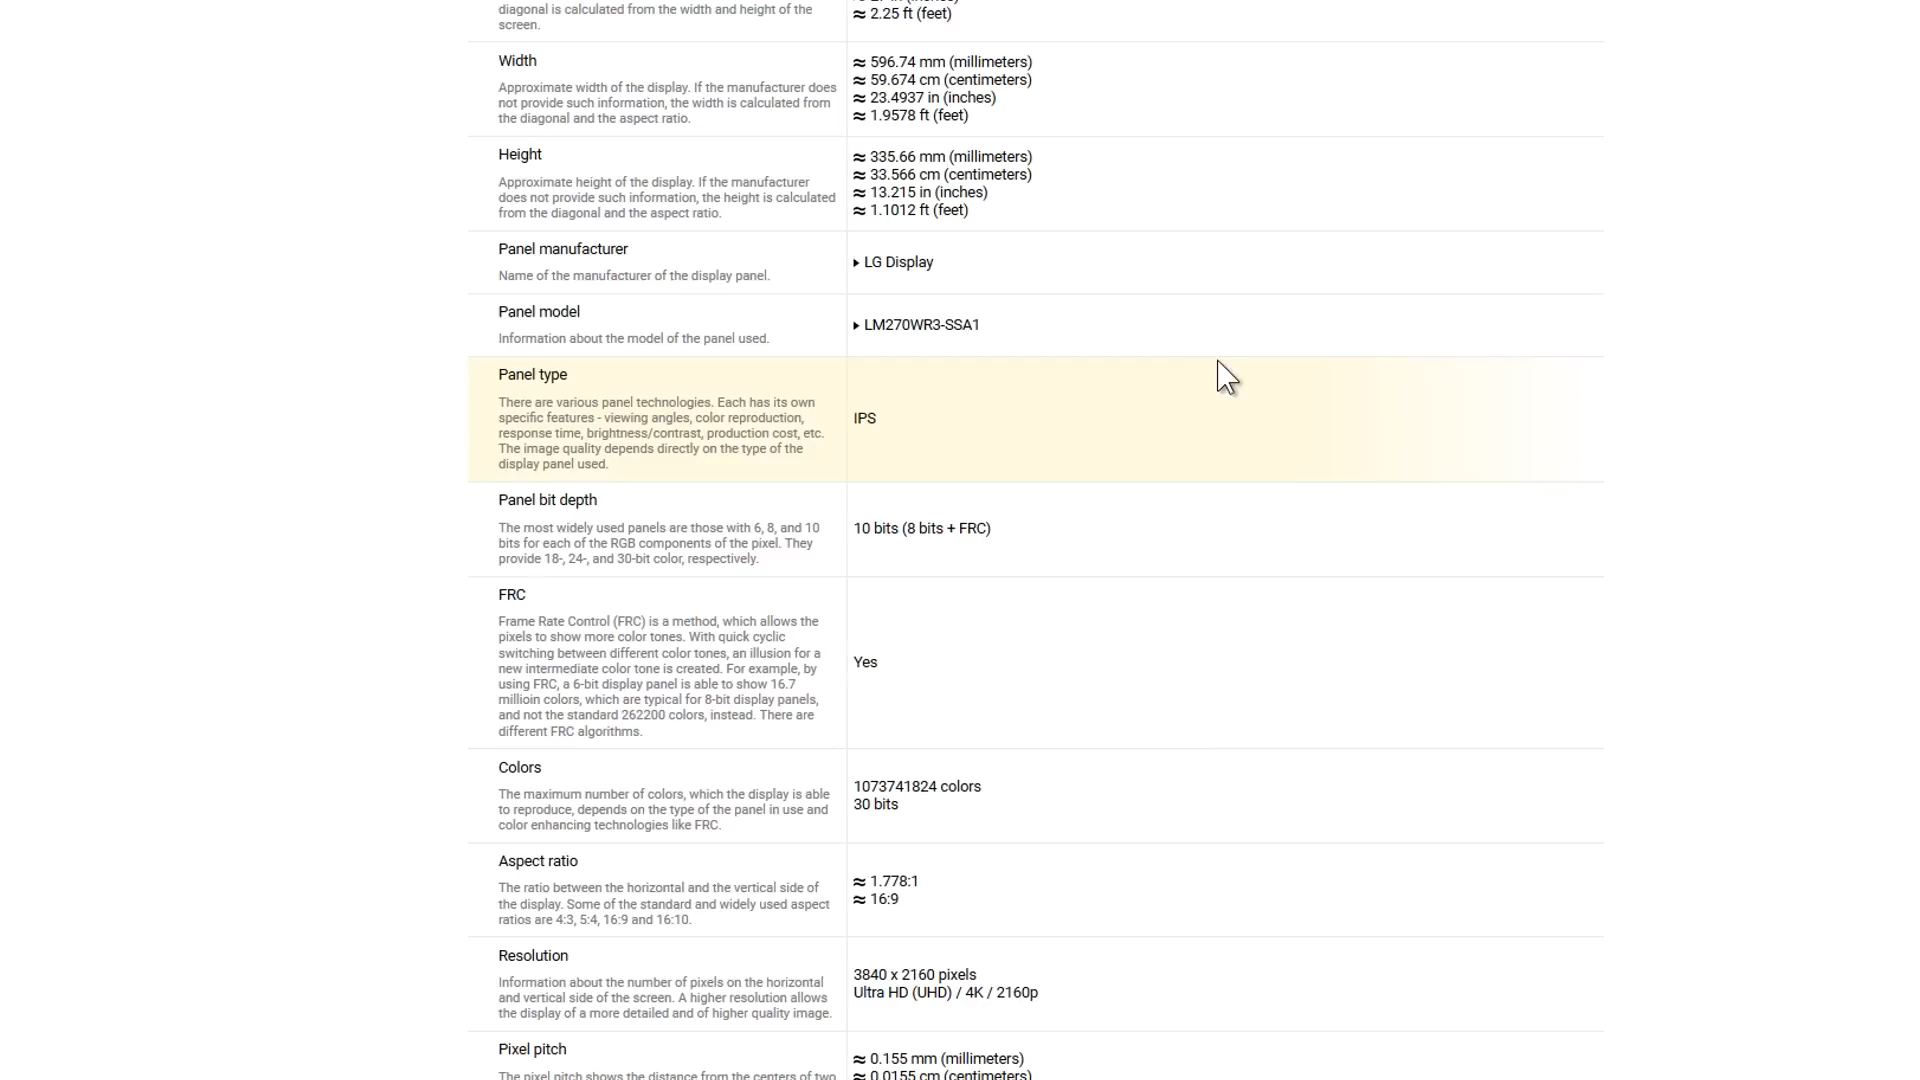 diagonal is calculated from the width and height of the
screen.
≈ 2.25 ft (feet)
Width
Approximate width of the display. If the manufacturer does
not provide such information, the width is calculated from
the diagonal and the aspect ratio.
≈ 596.74 mm (millimeters)
≈ 59.674 cm (centimeters)
≈ 23.4937 in (inches)
≈ 1.9578 ft (feet)
Height
Approximate height of the display. If the manufacturer
does not provide such information, the height is calculated
from the diagonal and the aspect ratio.
≈ 335.66 mm (millimeters)
≈ 33.566 cm (centimeters)
≈ 13.215 in (inches)
≈ 1.1012 ft (feet)
Panel manufacturer
Name of the manufacturer of the display panel.
LG Display
Panel model
Information about the model of the panel used.
LM270WR3-SSA1
Panel type
There are various panel technologies. Each has its own
specific features - viewing angles, color reproduction,
response time, brightness/contrast, production cost, etc.
The image quality depends directly on the type of the
display panel used.
IPS
Panel bit depth
The most widely used panels are those with 6, 8, and 10
bits for each of the RGB components of the pixel. They
provide 18-, 24-, and 30-bit color, respectively.
10 bits (8 bits + FRC)
FRC
Frame Rate Control (FRC) is a method, which allows the
pixels to show more color tones. With quick cyclic
switching between different color tones, an illusion for a
new intermediate color tone is created. For example, by
using FRC, a 6-bit display panel is able to show 16.7
millioin colors, which are typical for 8-bit display panels,
and not the standard 262200 colors, instead. There are
different FRC algorithms.
Yes
Colors
The maximum number of colors, which the display is able
to reproduce, depends on the type of the panel in use and
color enhancing technologies like FRC.
1073741824 colors
30 bits
Aspect ratio
The ratio between the horizontal and the vertical side of
the display. Some of the standard and widely used aspect
ratios are 4:3, 5:4, 16:9 and 16:10.
≈ 1.778:1
≈ 16:9
Resolution
Information about the number of pixels on the horizontal
and vertical side of the screen. A higher resolution allows
the display of a more detailed and of higher quality image.
3840 x 2160 pixels
Ultra HD (UHD) / 4K / 2160p
Pixel pitch
The pixel pitch shows the distance from the centers of two
≈ 0.155 mm (millimeters)
≈ 0.0155 cm (centimeters)